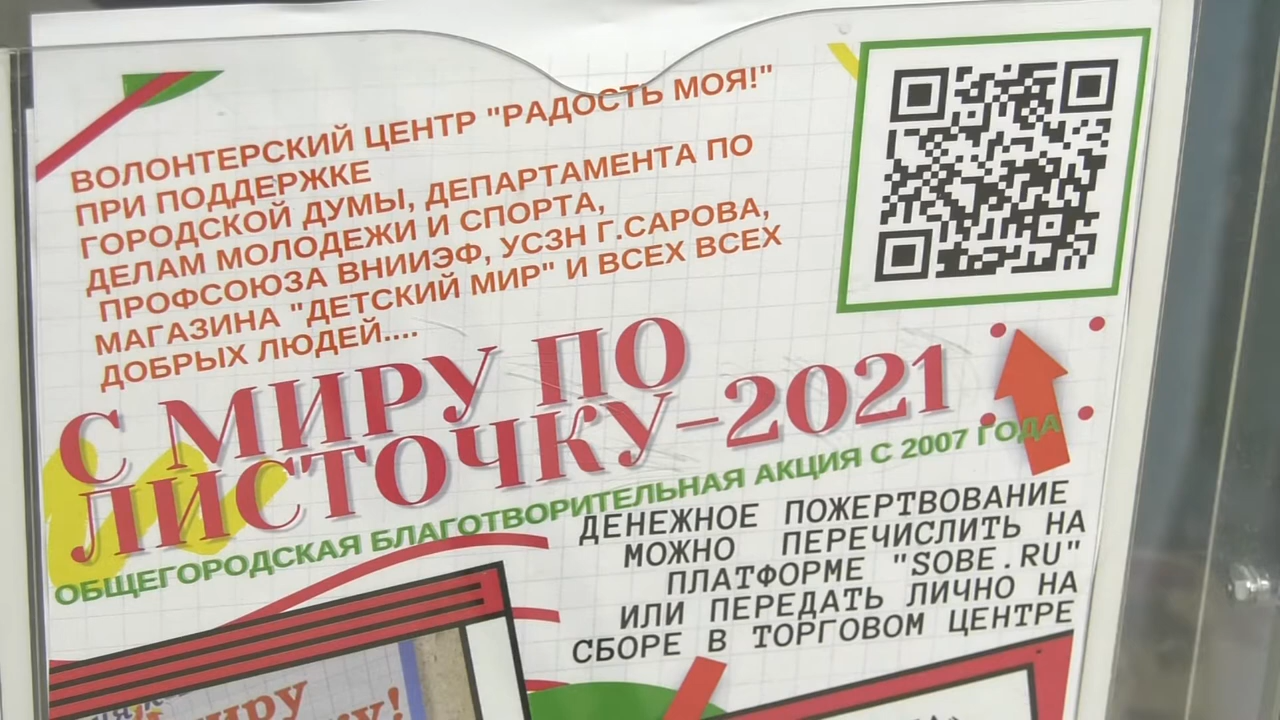 ВОЛОНТЕРСКИЙ ЦЕНТР "РАДОСТЬ МОЯ!"
ПРИ ПОДДЕРЖКЕ
ГОРОДСКОЙ ДУМЫ, ДЕПАРТАМЕНТА ПО
ДЕЛАМ МОЛОДЕЖИ И СПОРТА,
ПРОФСОЮЗА ВНИИЭФ, УСЗН Г.САРОВА,
МАГАЗИНА "ДЕТСКИЙ МИР" И ВСЕХ ВСЕХ
ДОБРЫХ ЛЮДЕЙ....
С МИРУ ПО
ЛИСТОЧКУ-2021
ОБЩЕГОРОДСКАЯ БЛАГОТВОРИТЕЛЬНАЯ АКЦИЯ С 2007 ГОДА
ДЕНЕЖНОЕ ПОЖЕРТВОВАНИЕ
МОЖНО ПЕРЕЧИСЛИТЬ НА
ПЛАТФОРМЕ "SOBE.RU"
ИЛИ ПЕРЕДАТЬ ЛИЧНО НА
СБОРЕ В ТОРГОВОМ ЦЕНТРЕ
миру